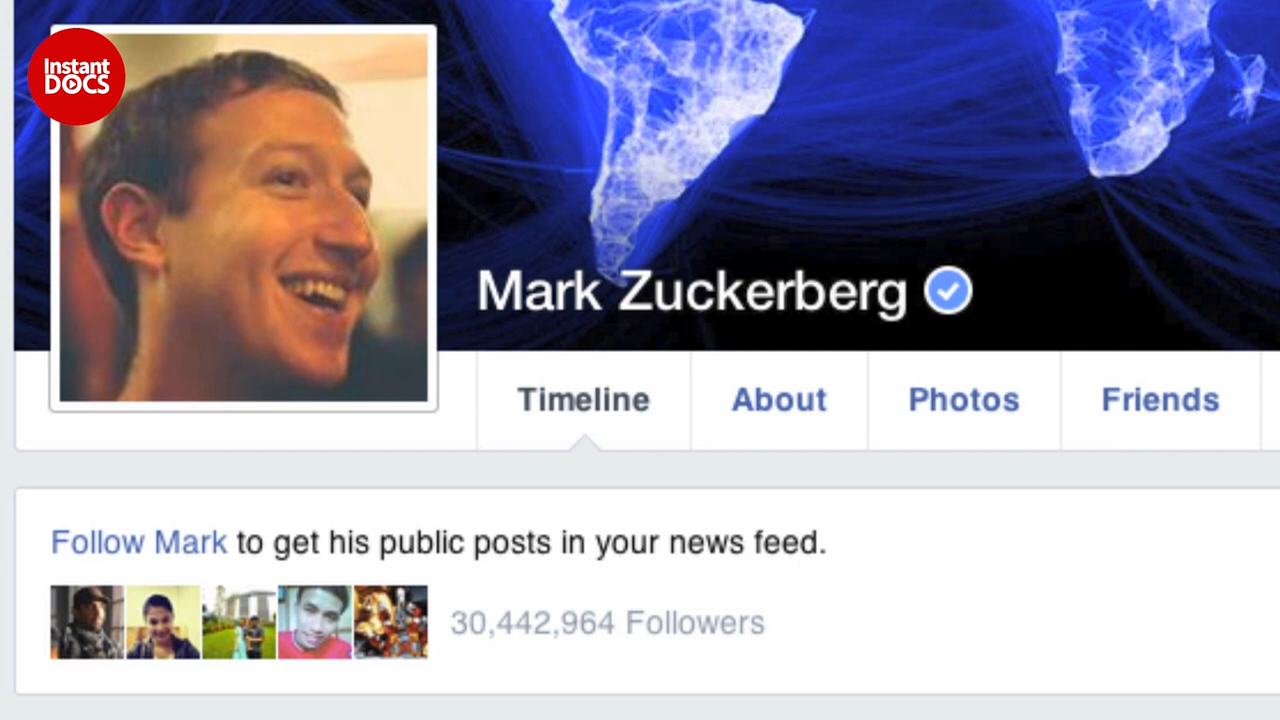 Instant
DOCS
Mark Zuckerberg
Timeline About Photos Friends
Follow Mark to get his public posts in your news feed.
30,442,964 Followers